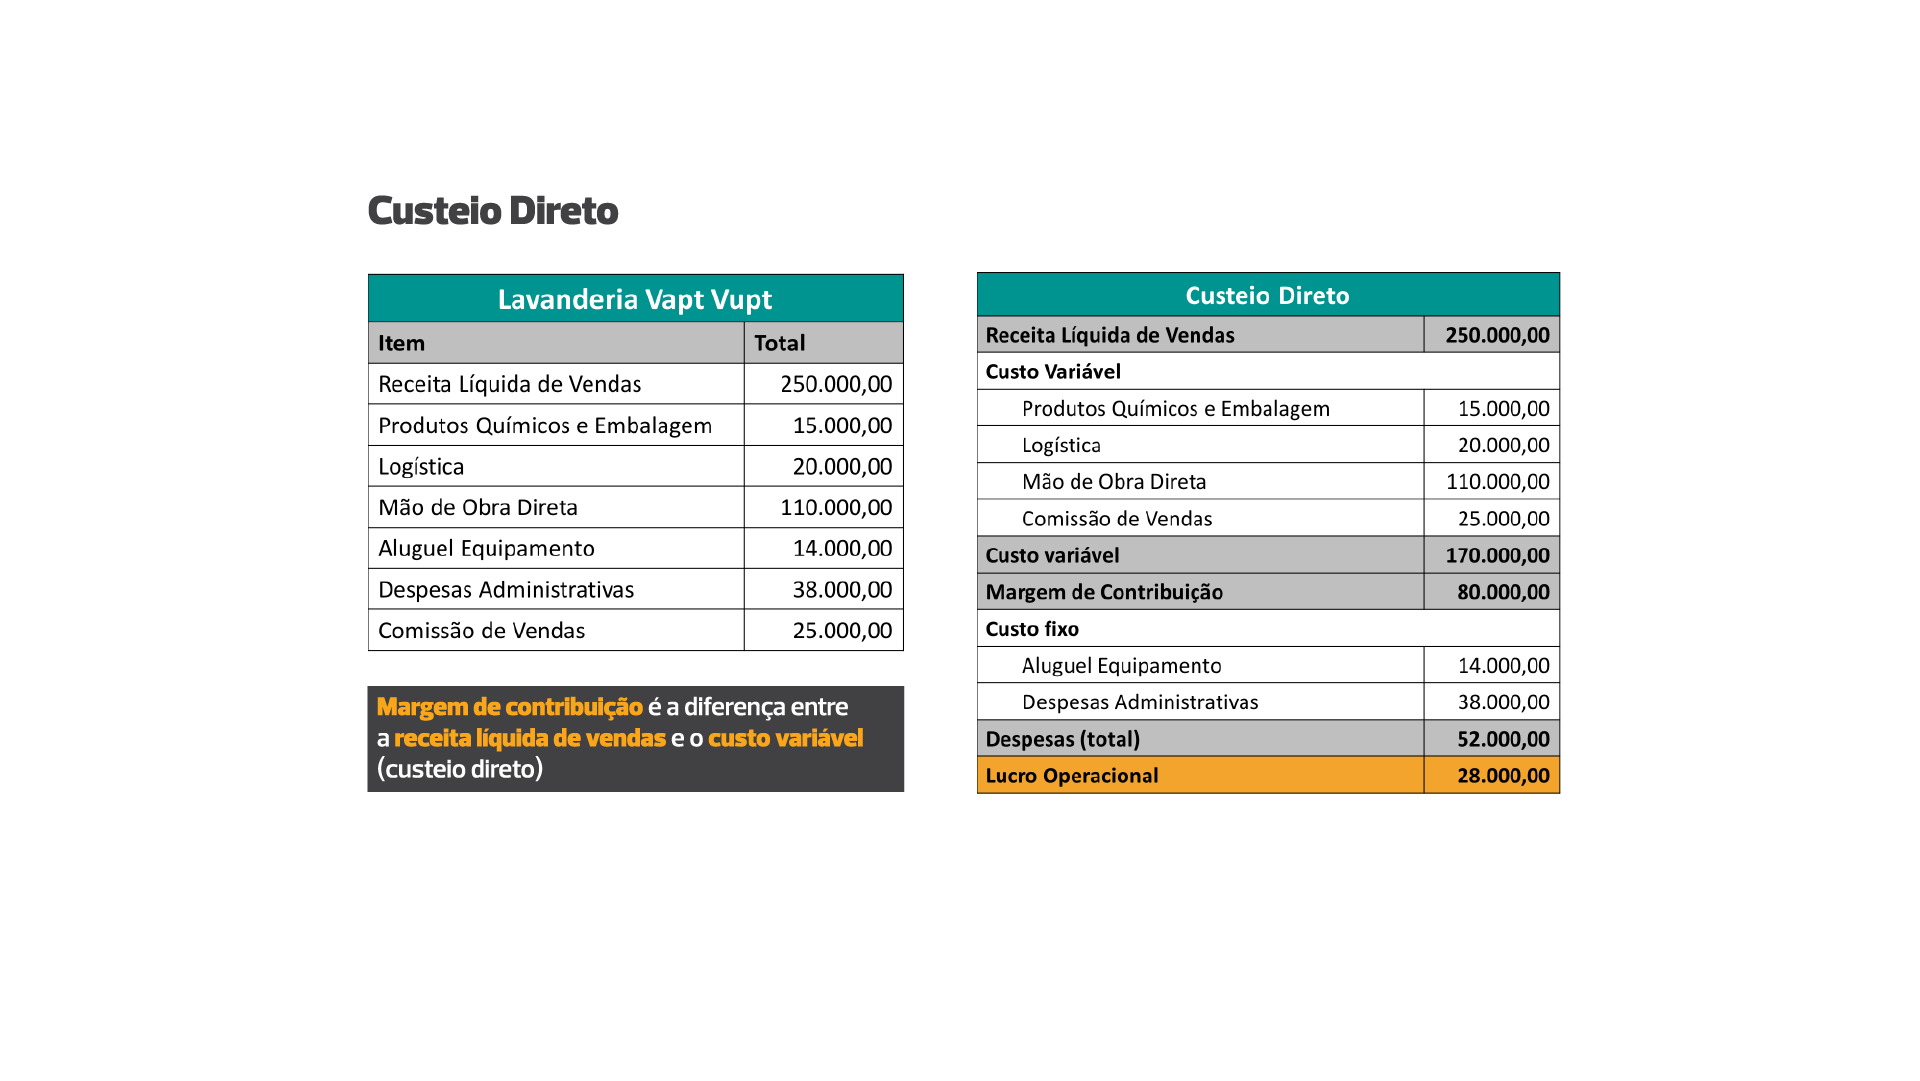 Custeio Direto
Lavanderia Vapt Vupt
Item Total
Receita Líquida de Vendas 250.000,00
Produtos Químicos e Embalagem 15.000,00
Logística 20.000,00
Mão de Obra Direta 110.000,00
Aluguel Equipamento 14.000,00
Despesas Administrativas 38.000,00
Comissão de Vendas 25.000,00
Margem de contribuição é a diferença entre
a receita líquida de vendas e o custo variável
(custeio direto)
Custeio Direto
Receita Líquida de Vendas 250.000,00
Custo Variável
Produtos Químicos e Embalagem 15.000,00
Logística 20.000,00
Mão de Obra Direta 110.000,00
Comissão de Vendas 25.000,00
Custo variável 170.000,00
Margem de Contribuição 80.000,00
Custo fixo
Aluguel Equipamento 14.000,00
Despesas Administrativas 38.000,00
Despesas (total) 52.000,00
Lucro Operacional 28.000,00